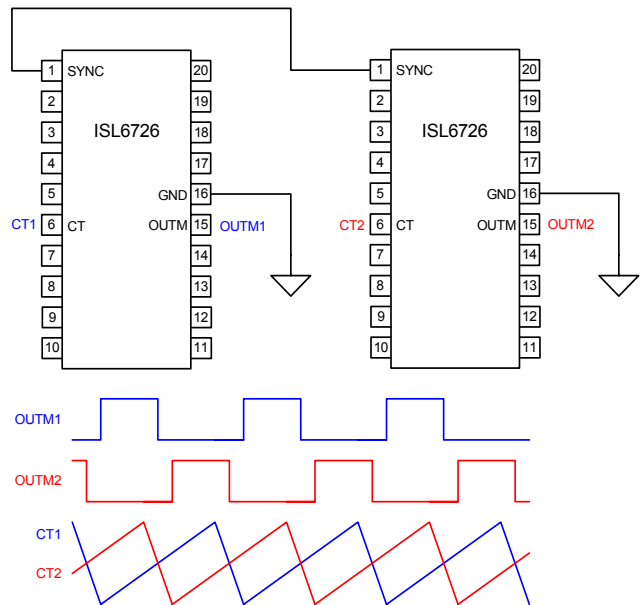 1 SYNC 20
2 19
3 ISL6726 18
4 17
5 GND 16
CT1 6 CT OUTM 15 OUTM1
7 14
8 13
9 12
10 11
1 SYNC 20
2 19
3 ISL6726 18
4 17
5 GND 16
CT2 6 CT OUTM 15 OUTM2
7 14
8 13
9 12
10 11
OUTM1
OUTM2
CT1
CT2